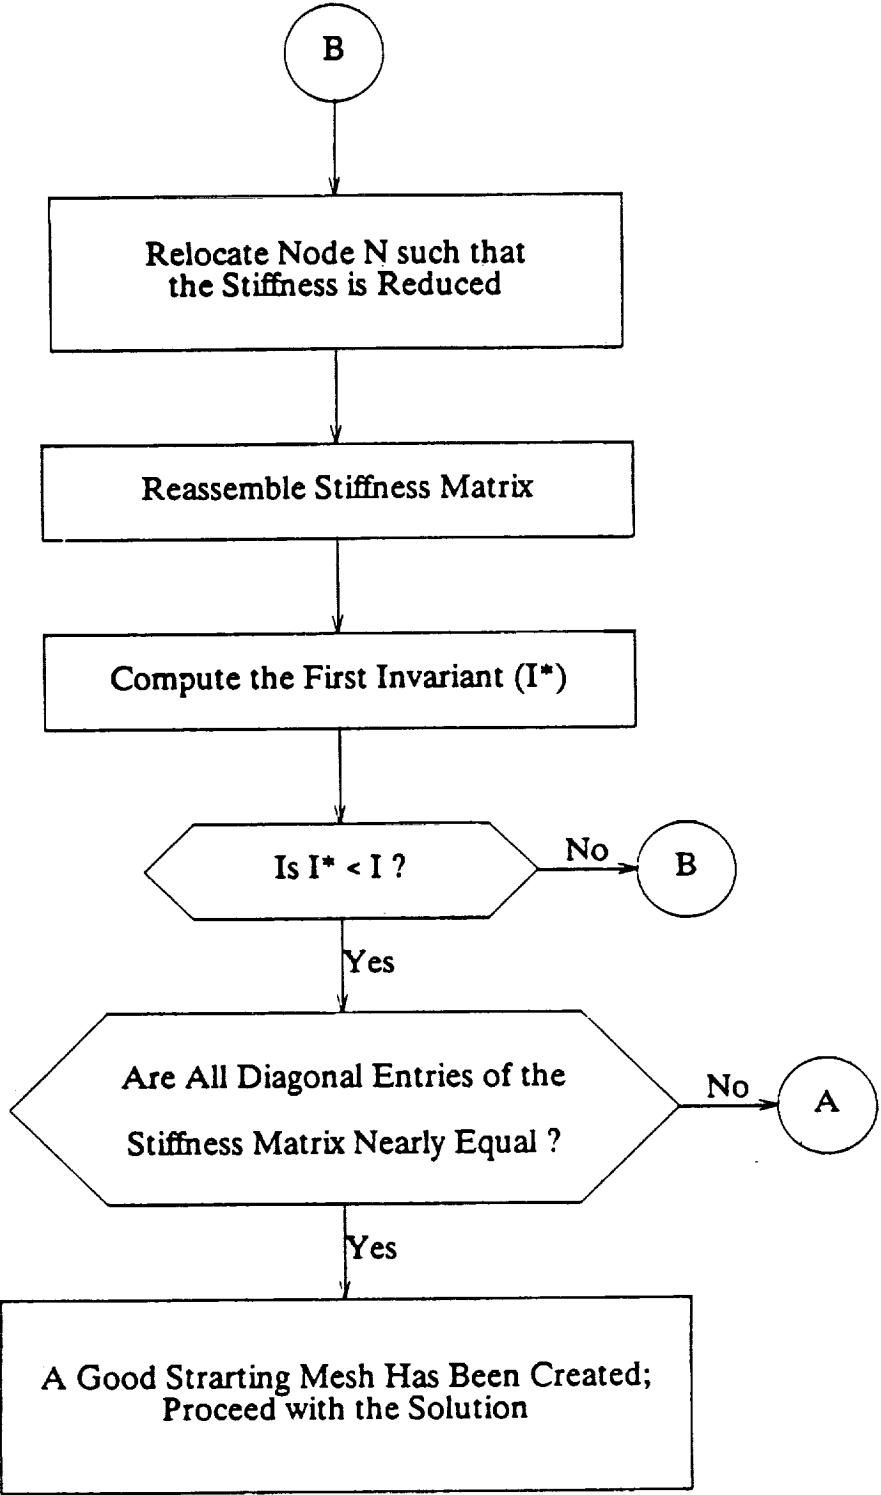 B
Relocate Node N such that
the Stiffness is Reduced
Reassemble Stiffness Matrix
Compute the First Invariant (I*)
Is I* < I ?
No
B
Yes
Are All Diagonal Entries of the
Stiffness Matrix Nearly Equal ?
No
A
Yes
A Good Strarting Mesh Has Been Created;
Proceed with the Solution